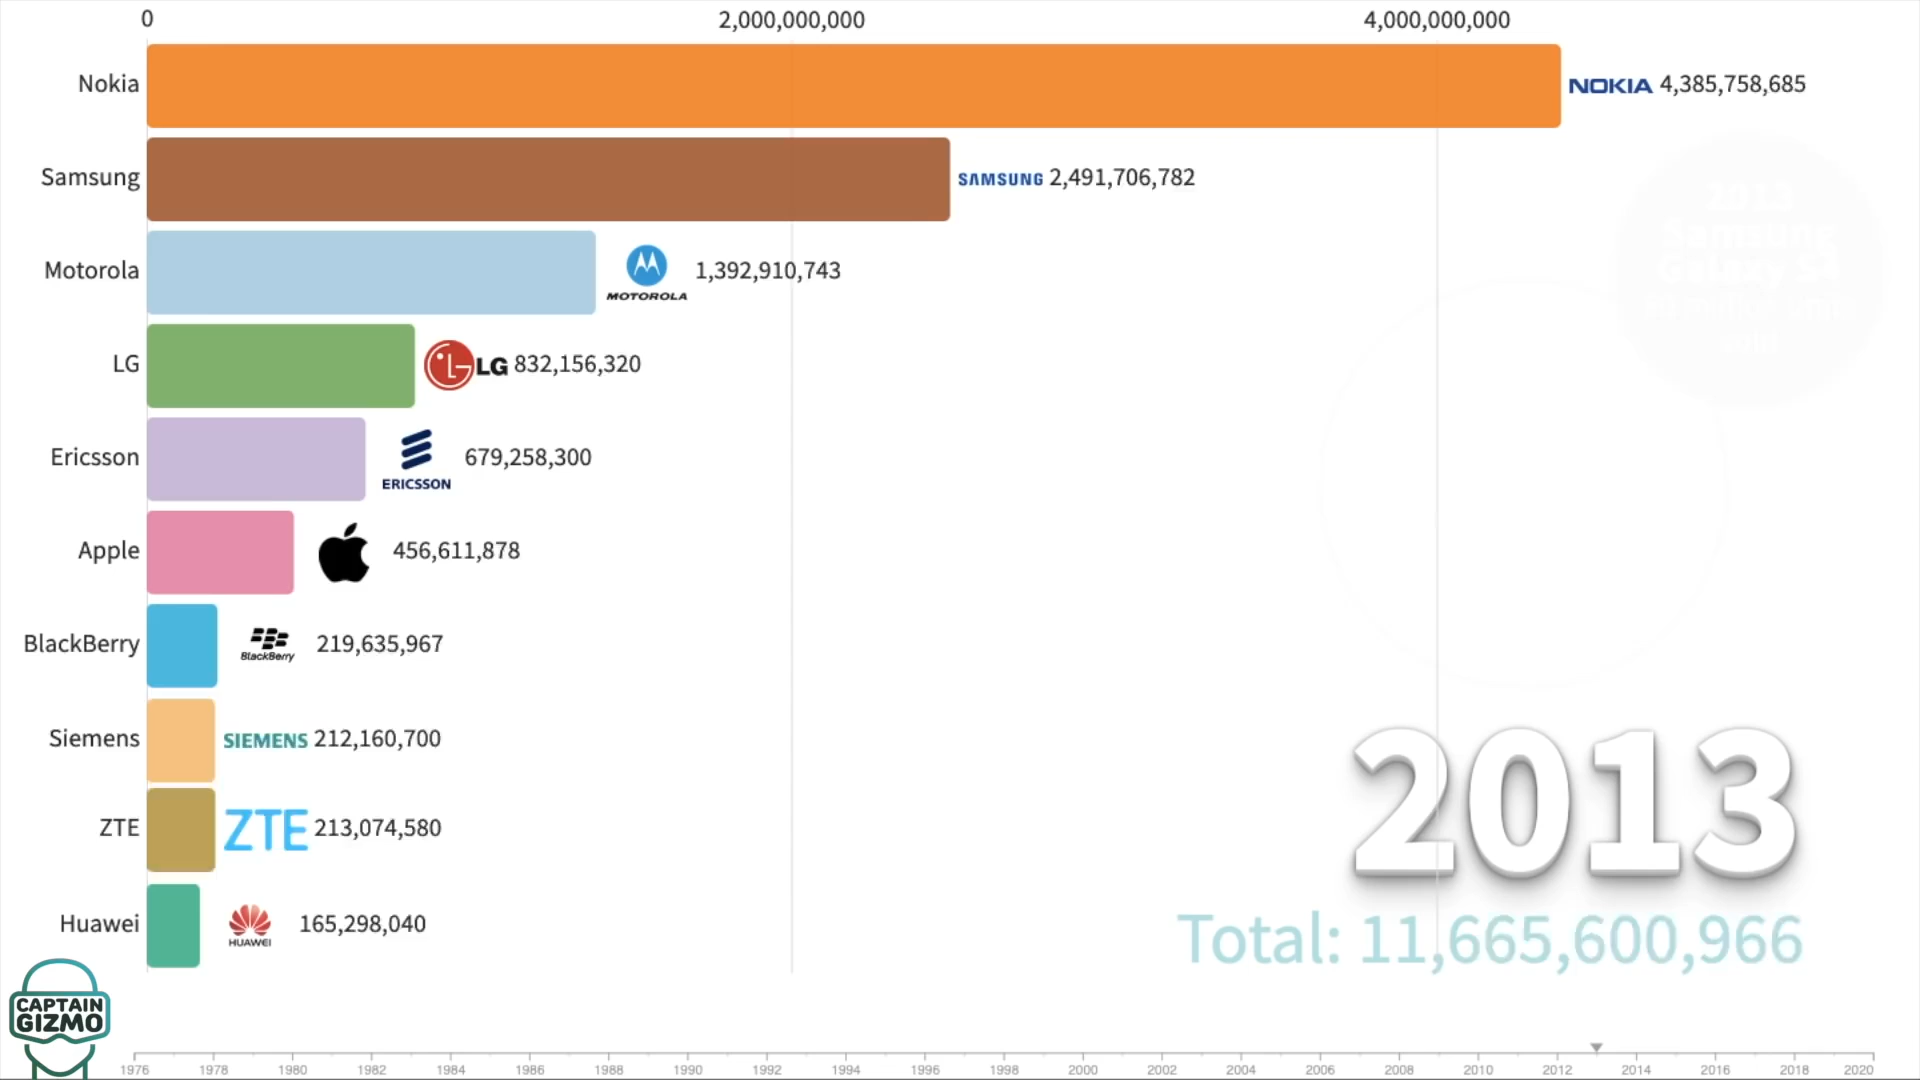 0 2,000,000,000 4,000,000,000
Nokia NOKIA 4,385,758,685
Samsung SAMSUNG 2,491,706,782
Motorola MOTOROLA 1,392,910,743
LG LG 832,156,320
Ericsson ERICSSON 679,258,300
Apple 456,611,878
BlackBerry BlackBerry 219,635,967
Siemens SIEMENS 212,160,700
ZTE ZTE 213,074,580
Huawei HUAWEI 165,298,040
2013
Samsung
Galaxy S4
2013
Total: 11,665,600,966
CAPTAIN
GIZMO
1976 1978 1980 1982 1984 1986 1988 1990 1992 1994 1996 1998 2000 2002 2004 2006 2008 2010 2012 2014 2016 2018 2020